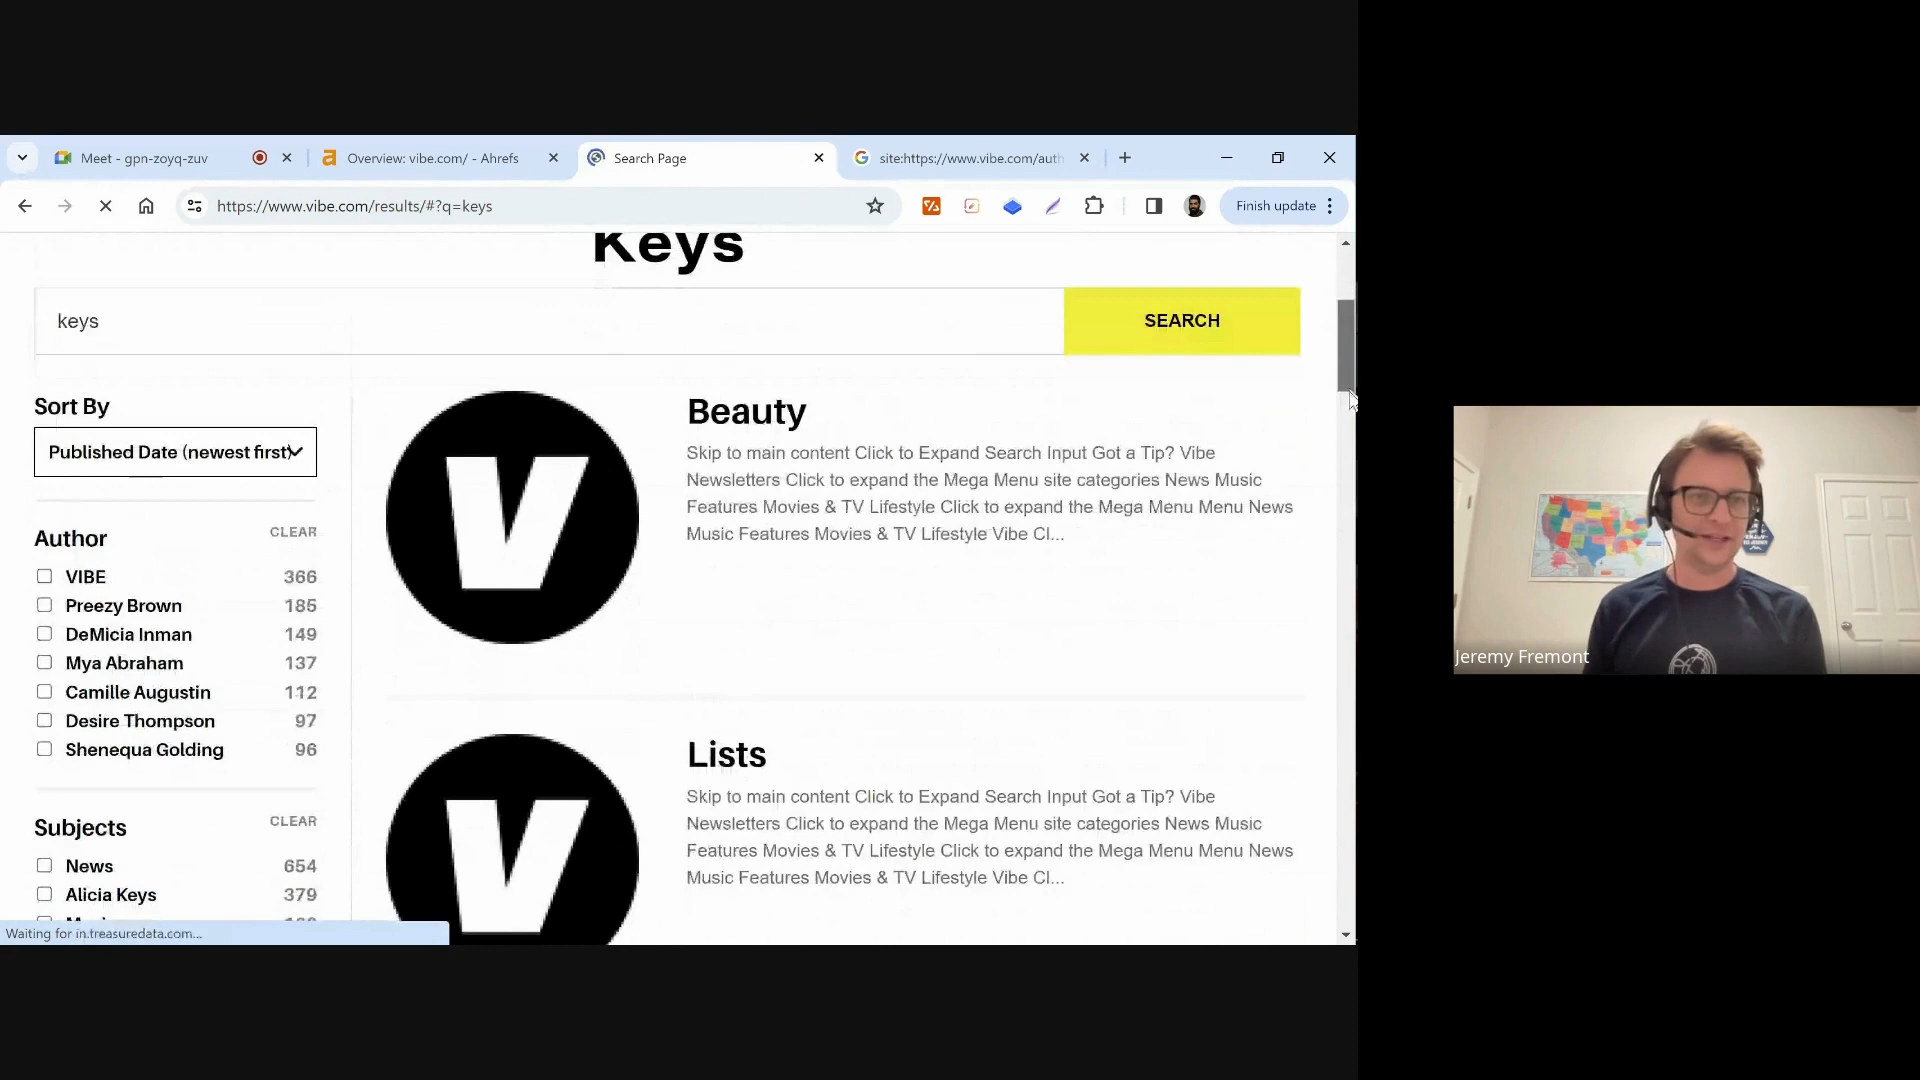 Meet - gpn-zoyq-zuv
Overview: vibe.com/ - Ahrefs
Search Page
site:https://www.vibe.com/auth
https://www.vibe.com/results/#?q=keys
Finish update
Keys
keys
SEARCH
Sort By
Published Date (newest first)
Author CLEAR
VIBE 366
Preezy Brown 185
DeMicia Inman 149
Mya Abraham 137
Camille Augustin 112
Desire Thompson 97
Shenequa Golding 96
Subjects CLEAR
News 654
Alicia Keys 379
V
Beauty
Skip to main content Click to Expand Search Input Got a Tip? Vibe
Newsletters Click to expand the Mega Menu site categories News Music
Features Movies & TV Lifestyle Click to expand the Mega Menu Menu News
Music Features Movies & TV Lifestyle Vibe Cl...
V
Lists
Skip to main content Click to Expand Search Input Got a Tip? Vibe
Newsletters Click to expand the Mega Menu site categories News Music
Features Movies & TV Lifestyle Click to expand the Mega Menu Menu News
Music Features Movies & TV Lifestyle Vibe Cl...
Waiting for in.treasuredata.com...
Jeremy Fremont